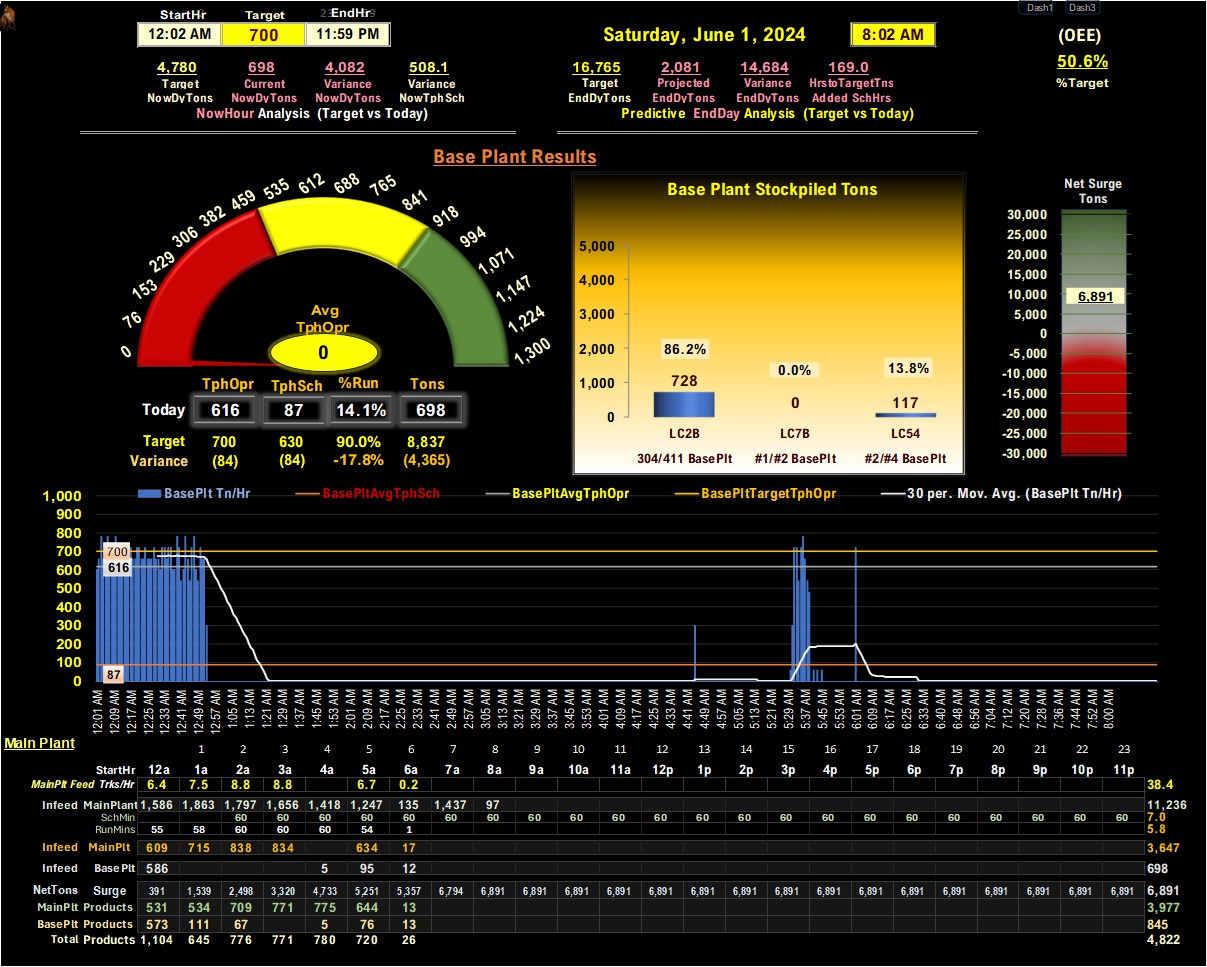 StartHr Target EndHr Dash1 Dash3
12:02 AM 700 11:59 PM Saturday, June 1, 2024 8:02 AM (OEE)
4,780 698 4,082 508.1 16,765 2,081 14,684 169.0 50.6%
Target Current Variance Variance Target Projected Variance HrstoTargetTns %Target
NowDyTons NowDyTons NowDyTons NowTphSch EndDyTons EndDyTons EndDyTons Added SchHrs
NowHour Analysis (Target vs Today) Predictive EndDay Analysis (Target vs Today)
Base Plant Results
0 76 153 229 306 382 459 535 612 688 765 841 918 994 1,071 1,147 1,224 1,300
Avg
TphOpr
0
TphOpr TphSch %Run Tons
Today 616 87 14.1% 698
Target 700 630 90.0% 8,837
Variance (84) (84) -17.8% (4,365)
Base Plant Stockpiled Tons
5,000
4,000
3,000
2,000
1,000
0
86.2% 0.0% 13.8%
728 0 117
LC2B LC7B LC54
304/411 BasePlt #1/#2 BasePlt #2/#4 BasePlt
Net Surge
Tons
30,000
25,000
20,000
15,000
10,000 6,891
5,000
0
-5,000
-10,000
-15,000
-20,000
-25,000
-30,000
BasePlt Tn/Hr BasePltAvgTphSch BasePltAvgTphOpr BasePltTargetTphOpr 30 per. Mov. Avg. (BasePlt Tn/Hr)
1,000
900
800
700 700
600 616
500
400
300
200
100 87
0
12:01 AM 12:09 AM 12:17 AM 12:25 AM 12:33 AM 12:41 AM 12:49 AM 12:57 AM 1:05 AM 1:13 AM 1:21 AM 1:29 AM 1:37 AM 1:45 AM 1:53 AM 2:01 AM 2:09 AM 2:17 AM 2:25 AM 2:33 AM 2:41 AM 2:49 AM 2:57 AM 3:05 AM 3:13 AM 3:21 AM 3:29 AM 3:37 AM 3:45 AM 3:53 AM 4:01 AM 4:09 AM 4:17 AM 4:25 AM 4:33 AM 4:41 AM 4:49 AM 4:57 AM 5:05 AM 5:13 AM 5:21 AM 5:29 AM 5:37 AM 5:45 AM 5:53 AM 6:01 AM 6:09 AM 6:17 AM 6:25 AM 6:33 AM 6:40 AM 6:48 AM 6:56 AM 7:04 AM 7:12 AM 7:20 AM 7:28 AM 7:36 AM 7:44 AM 7:52 AM 8:00 AM
Main Plant
1 2 3 4 5 6 7 8 9 10 11 12 13 14 15 16 17 18 19 20 21 22 23
StartHr 12a 1a 2a 3a 4a 5a 6a 7a 8a 9a 10a 11a 12p 1p 2p 3p 4p 5p 6p 7p 8p 9p 10p 11p
MainPlt Feed Trks/Hr 6.4 7.5 8.8 8.8 6.7 0.2 38.4
Infeed MainPlant 1,586 1,863 1,797 1,656 1,418 1,247 135 1,437 97 11,236
SchMin 60 60 60 60 60 60 60 60 60 60 60 60 60 60 60 60 60 60 60 60 60 60 7.0
RunMins 55 58 60 60 60 54 1 5.8
Infeed MainPlt 609 715 838 834 634 17 3,647
Infeed Base Plt 586 5 95 12 698
NetTons Surge 391 1,539 2,498 3,320 4,733 5,251 5,357 6,794 6,891 6,891 6,891 6,891 6,891 6,891 6,891 6,891 6,891 6,891 6,891 6,891 6,891 6,891 6,891 6,891 6,891
MainPlt Products 531 534 709 771 775 644 13 3,977
BasePlt Products 573 111 67 5 76 13 845
Total Products 1,104 645 776 771 780 720 26 4,822